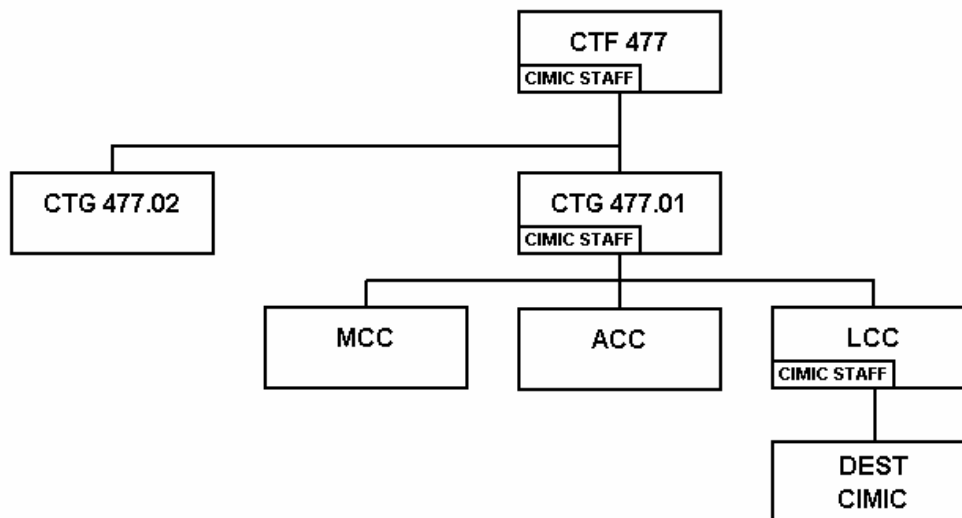 CTF 477
CIMIC STAFF
CTG 477.02
CTG 477.01
CIMIC STAFF
MCC
ACC
LCC
CIMIC STAFF
DEST
CIMIC